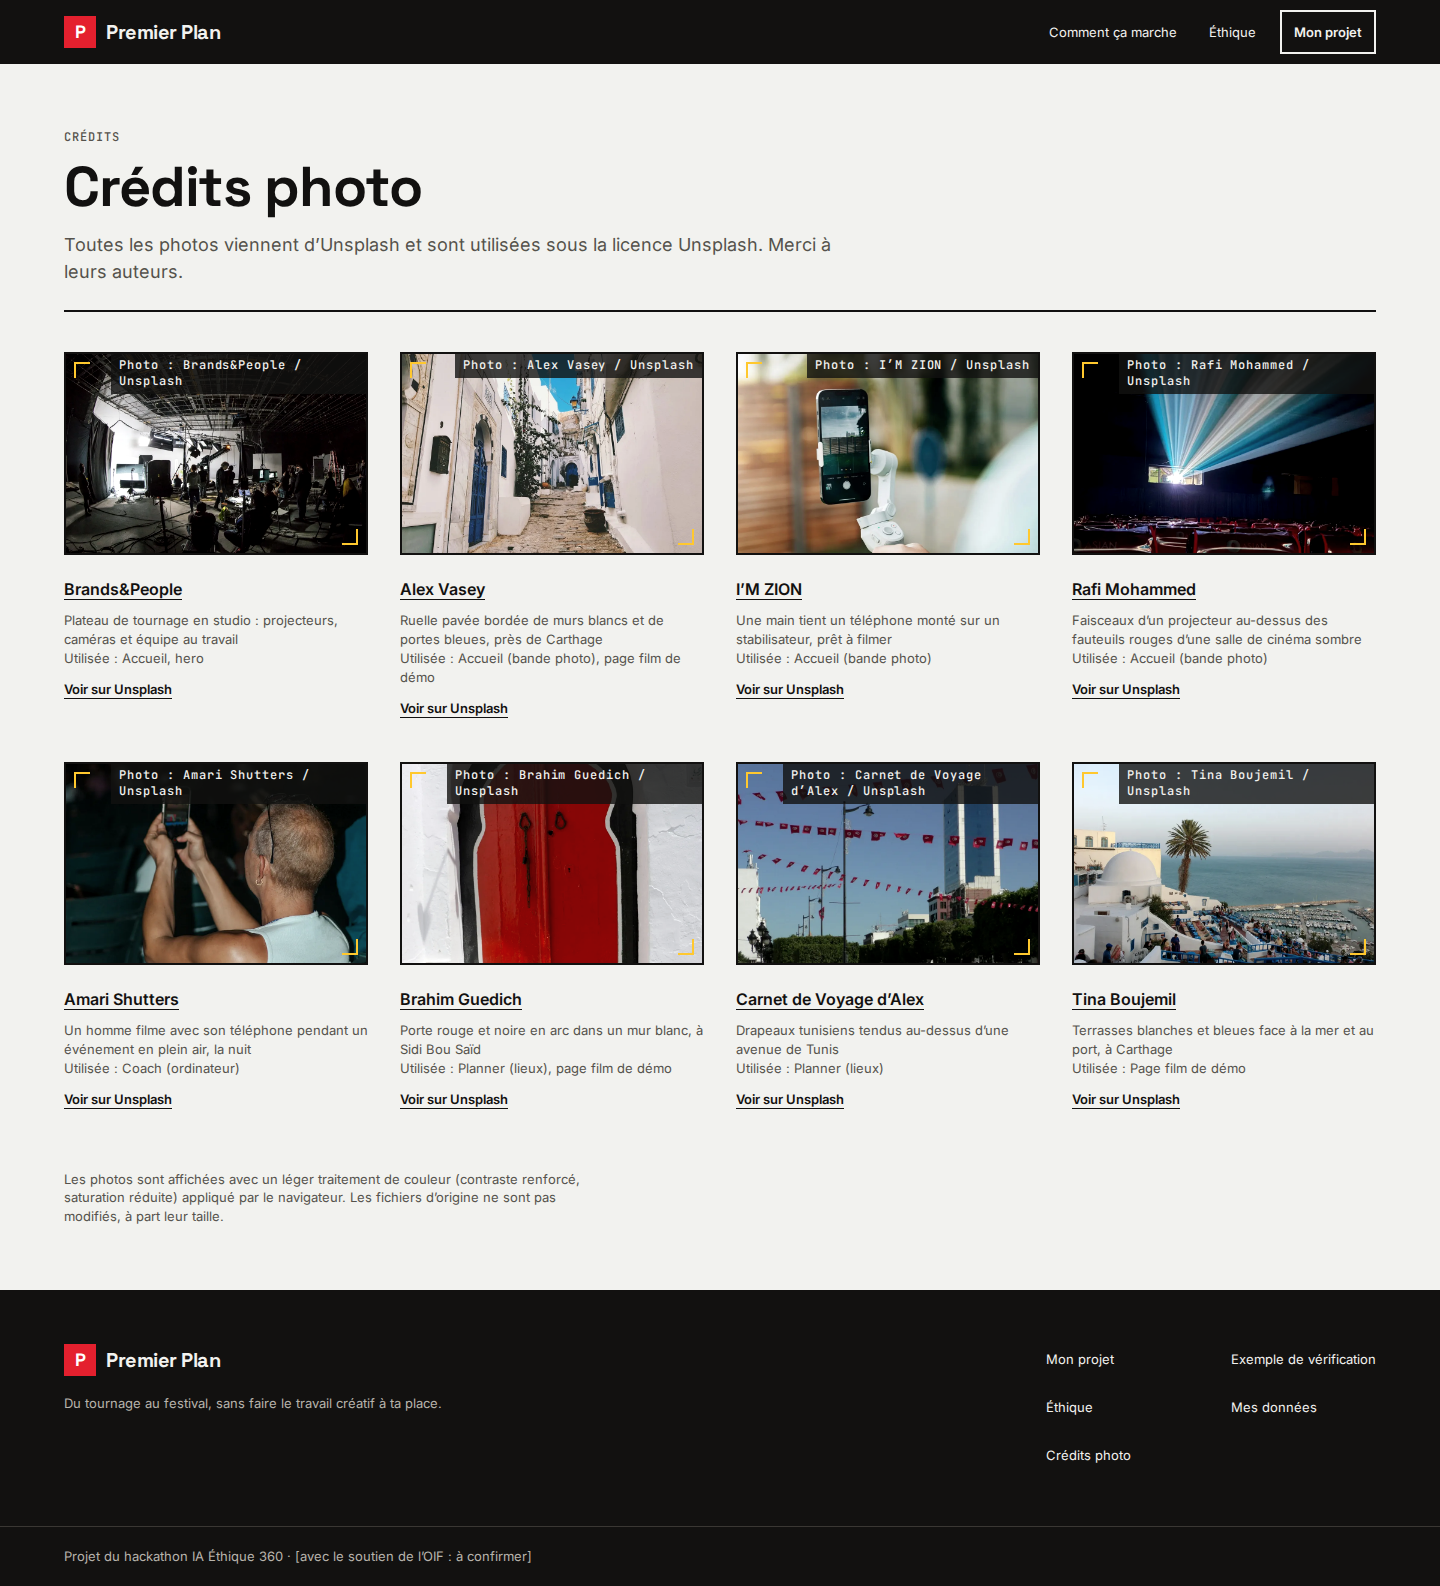 P Premier Plan
Comment ça marche
Éthique
Mon projet
CRÉDITS
Crédits photo
Toutes les photos viennent d’Unsplash et sont utilisées sous la licence Unsplash. Merci à
leurs auteurs.
Photo : Brands&People /
Unsplash
Brands&People
Plateau de tournage en studio : projecteurs,
caméras et équipe au travail
Utilisée : Accueil, hero
Voir sur Unsplash
Photo : Alex Vasey / Unsplash
Alex Vasey
Ruelle pavée bordée de murs blancs et de
portes bleues, près de Carthage
Utilisée : Accueil (bande photo), page film de
démo
Voir sur Unsplash
Photo : I’M ZION / Unsplash
I’M ZION
Une main tient un téléphone monté sur un
stabilisateur, prêt à filmer
Utilisée : Accueil (bande photo)
Voir sur Unsplash
Photo : Rafi Mohammed /
Unsplash
Rafi Mohammed
Faisceaux d’un projecteur au-dessus des
fauteuils rouges d’une salle de cinéma sombre
Utilisée : Accueil (bande photo)
Voir sur Unsplash
Photo : Amari Shutters /
Unsplash
Amari Shutters
Un homme filme avec son téléphone pendant un
événement en plein air, la nuit
Utilisée : Coach (ordinateur)
Voir sur Unsplash
Photo : Brahim Guedich /
Unsplash
Brahim Guedich
Porte rouge et noire en arc dans un mur blanc, à
Sidi Bou Saïd
Utilisée : Planner (lieux), page film de démo
Voir sur Unsplash
Photo : Carnet de Voyage
d’Alex / Unsplash
Carnet de Voyage d’Alex
Drapeaux tunisiens tendus au-dessus d’une
avenue de Tunis
Utilisée : Planner (lieux)
Voir sur Unsplash
Photo : Tina Boujemil /
Unsplash
Tina Boujemil
Terrasses blanches et bleues face à la mer et au
port, à Carthage
Utilisée : Page film de démo
Voir sur Unsplash
Les photos sont affichées avec un léger traitement de couleur (contraste renforcé,
saturation réduite) appliqué par le navigateur. Les fichiers d’origine ne sont pas
modifiés, à part leur taille.
P Premier Plan
Du tournage au festival, sans faire le travail créatif à ta place.
Mon projet
Exemple de vérification
Éthique
Mes données
Crédits photo
Projet du hackathon IA Éthique 360 · [avec le soutien de l’OIF : à confirmer]